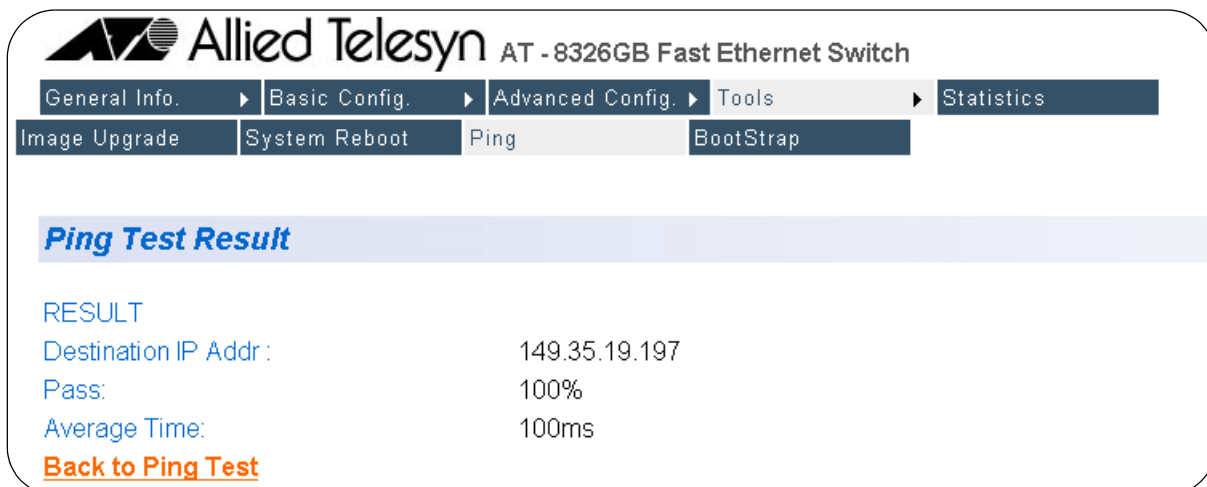 Allied Telesyn AT - 8326GB Fast Ethernet Switch
General Info. Basic Config. Advanced Config. Tools Statistics
Image Upgrade System Reboot Ping BootStrap
Ping Test Result
RESULT
Destination IP Addr : 149.35.19.197
Pass: 100%
Average Time: 100ms
Back to Ping Test